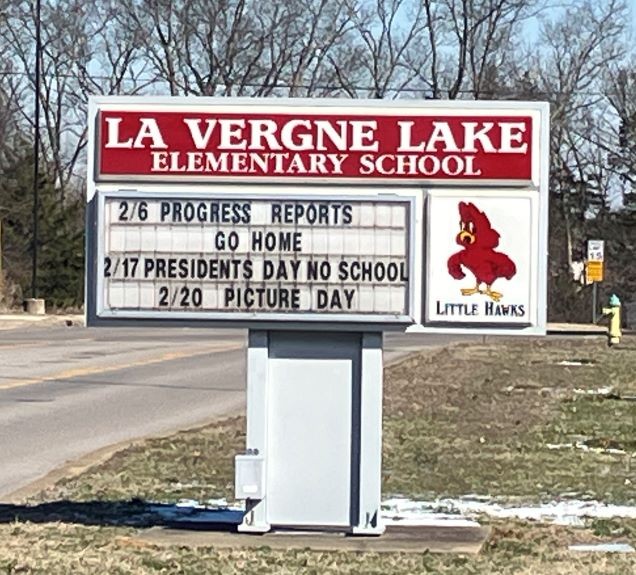 LA VERGNE LAKE
ELEMENTARY SCHOOL
2/6 PROGRESS REPORTS
GO HOME
2/17 PRESIDENTS DAY NO SCHOOL
2/20 PICTURE DAY
LITTLE HAWKS